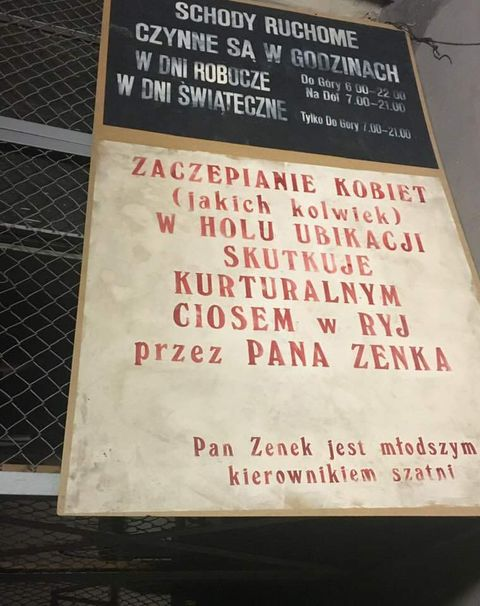 SCHODY RUCHOME
CZYNNE SĄ W GODZINACH
W DNI ROBOCZE
Do Góry 6.00-22.00
Na Dół 7.00-21.00
W DNI ŚWIĄTECZNE
Tylko Do Góry 7.00-21.00
ZACZEPIANIE KOBIET
(jakich kolwiek)
W HOLU UBIKACJI
SKUTKUJE
KURTURALNYM
CIOSEM w RYJ
przez PANA ZENKA
Pan Zenek jest młodszym
kierownikiem szatni